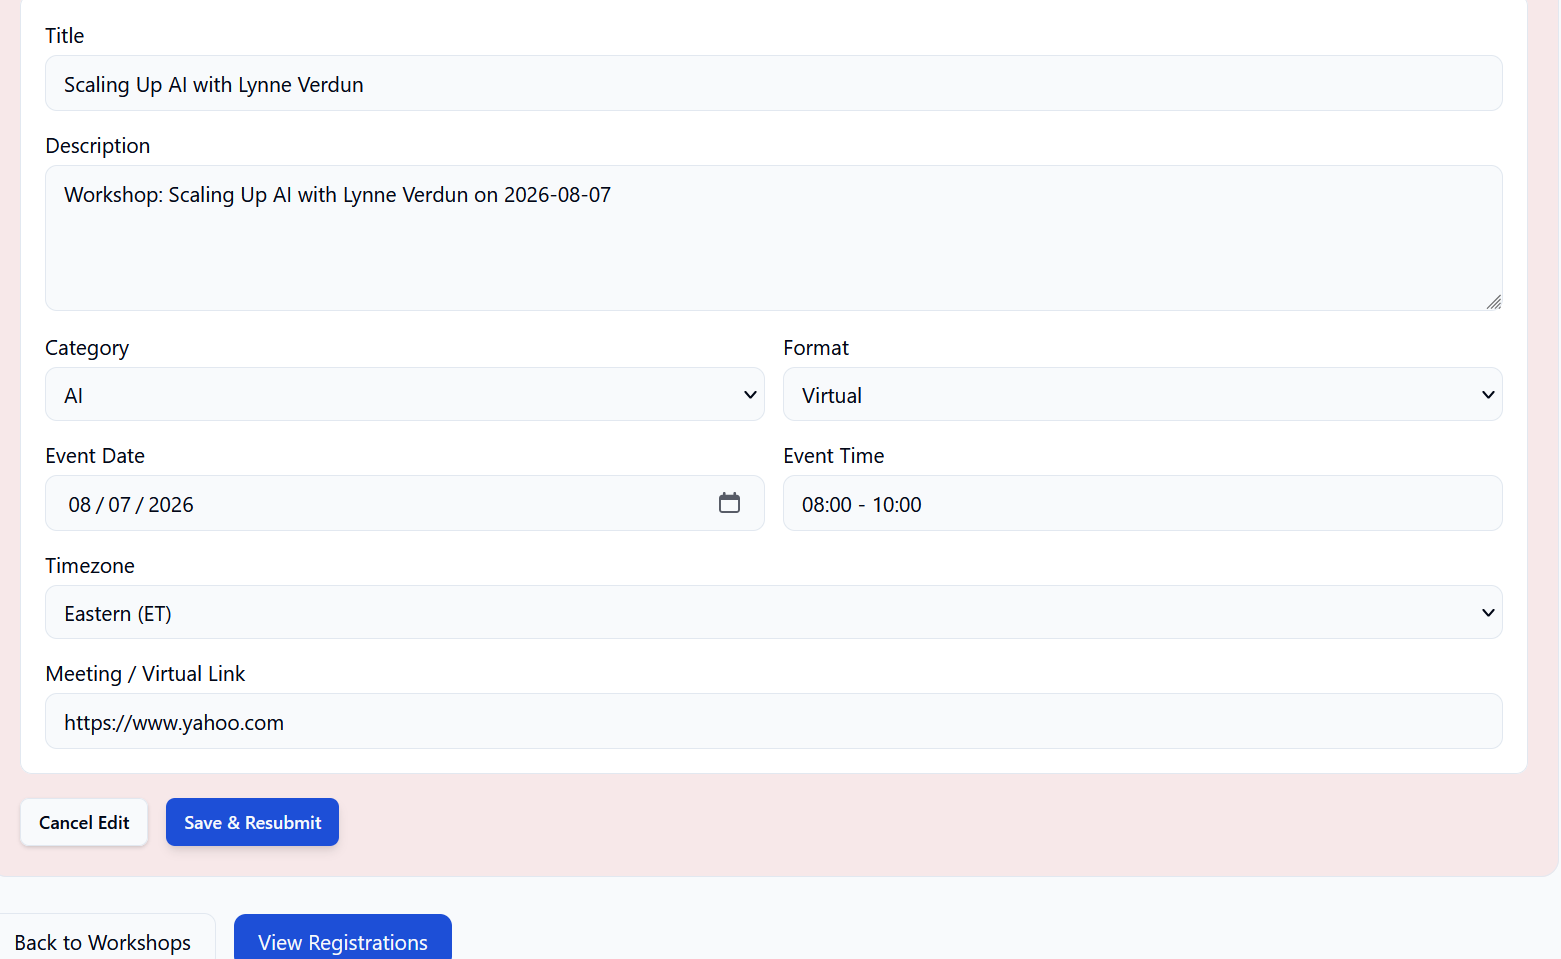 Title
Scaling Up AI with Lynne Verdun
Description
Workshop: Scaling Up AI with Lynne Verdun on 2026-08-07
Category
Format
AI
Virtual
Event Date
Event Time
08 / 07 / 2026
08:00 - 10:00
Timezone
Eastern (ET)
Meeting / Virtual Link
https://www.yahoo.com
Cancel Edit
Save & Resubmit
Back to Workshops
View Registrations